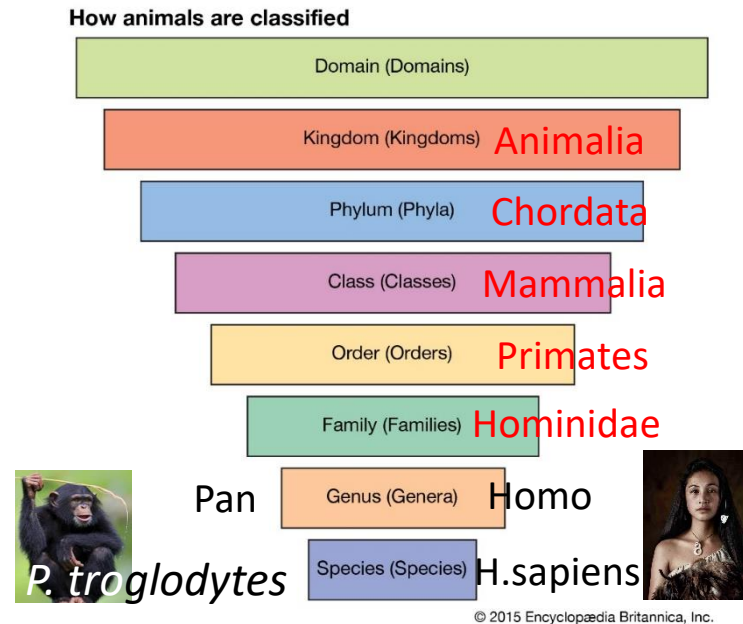 How animals are classified
Domain (Domains)
Kingdom (Kingdoms) Animalia
Phylum (Phyla) Chordata
Class (Classes) Mammalia
Order (Orders) Primates
Family (Families) Hominidae
Pan Genus (Genera) Homo
P. troglodytes Species (Species) H.sapiens
© 2015 Encyclopædia Britannica, Inc.